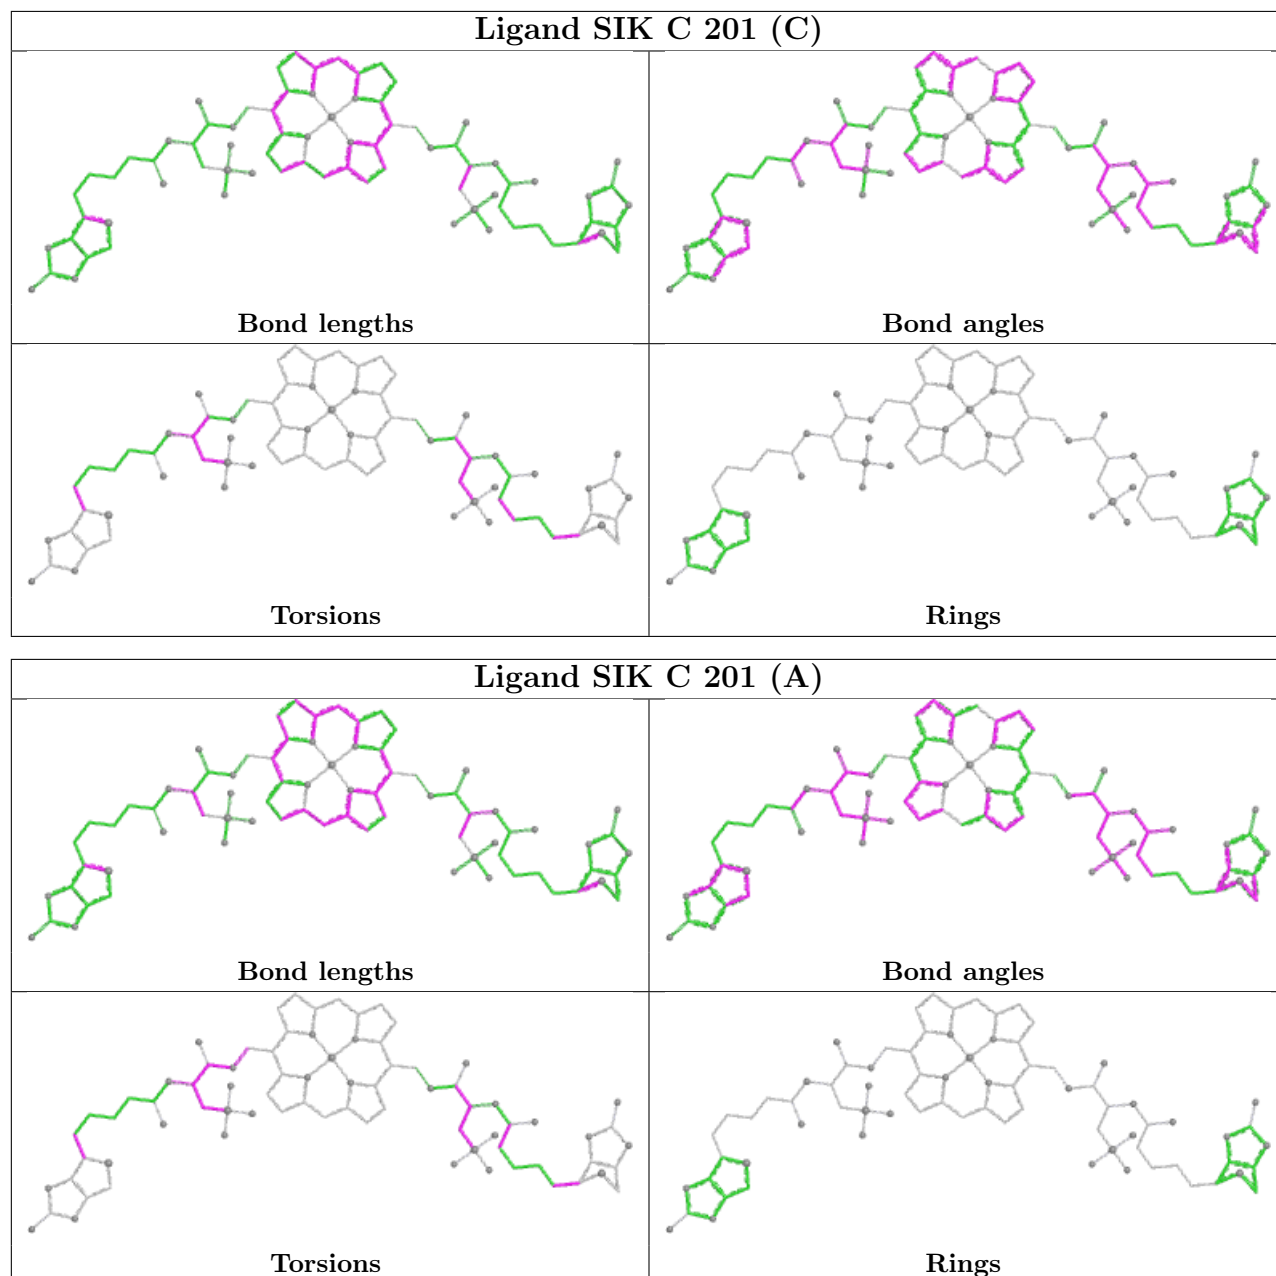 Ligand SIK C 201 (C)
Bond lengths
Bond angles
Torsions
Rings
Ligand SIK C 201 (A)
Bond lengths
Bond angles
Torsions
Rings